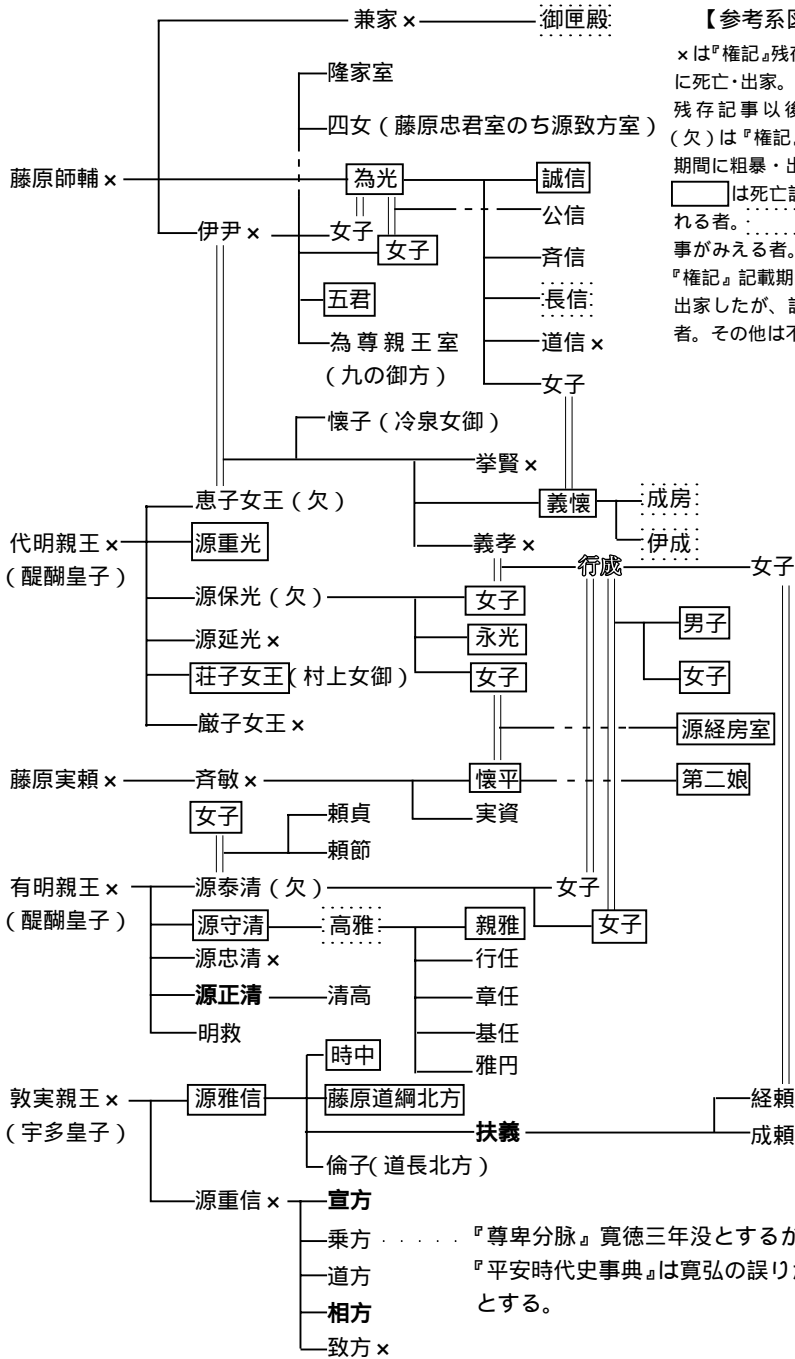 兼家×
御匣殿
【参考系図
×は『権記』残存
に死亡・出家。
残存記事以後
(欠)は『権記』
期間に粗暴・出
は死亡記
れる者。
事がみえる者。
『権記』記載期
出家したが、記
者。その他は不
隆家室
四女(藤原忠君室のち源致方室)
藤原師輔×
為光
誠信
公信
伊尹×
女子
女子
斉信
五君
長信
為尊親王室
(九の御方)
道信×
女子
懐子(冷泉女御)
挙賢×
恵子女王(欠)
義懐
成房
代明親王×
(醍醐皇子)
源重光
義孝×
伊成
行成
女子
源保光(欠)
女子
男子
源延光×
永光
荘子女王(村上女御)
女子
女子
厳子女王×
源経房室
藤原実頼×
斉敏×
懐平
第二娘
女子
頼貞
実資
頼節
有明親王×
(醍醐皇子)
源泰清(欠)
女子
源守清
高雅
親雅
女子
源忠清×
行任
源正清
清高
章任
明救
基任
時中
雅円
敦実親王×
(宇多皇子)
源雅信
藤原道綱北方
経頼
扶義
成頼
倫子(道長北方)
源重信×
宣方
乗方・・・・・『尊卑分脉』寛徳三年没とするが
道方
『平安時代史事典』は寛弘の誤りか
相方
とする。
致方×